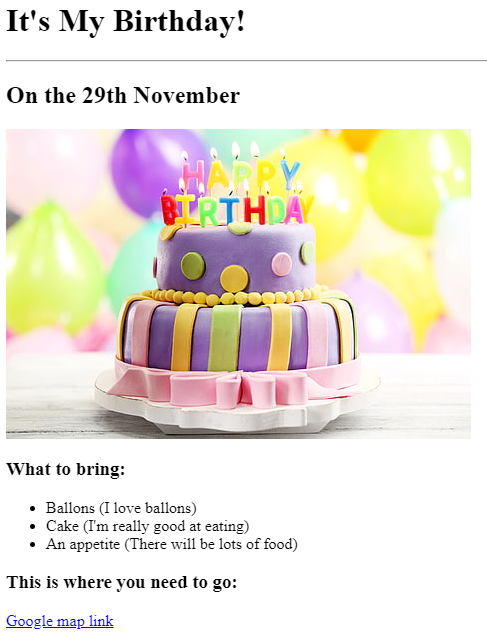 It's My Birthday!
On the 29th November
HAPPY
BIRTHDAY
What to bring:
Ballons (I love ballons)
Cake (I'm really good at eating)
An appetite (There will be lots of food)
This is where you need to go:
Google map link